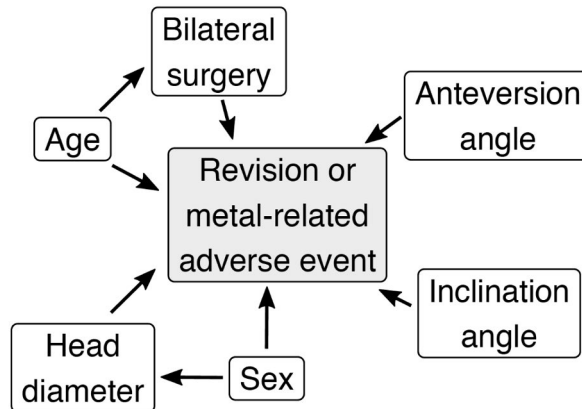 Bilateral
surgery
Age
Anteversion
angle
Revision or
metal-related
adverse event
Head
diameter
Sex
Inclination
angle